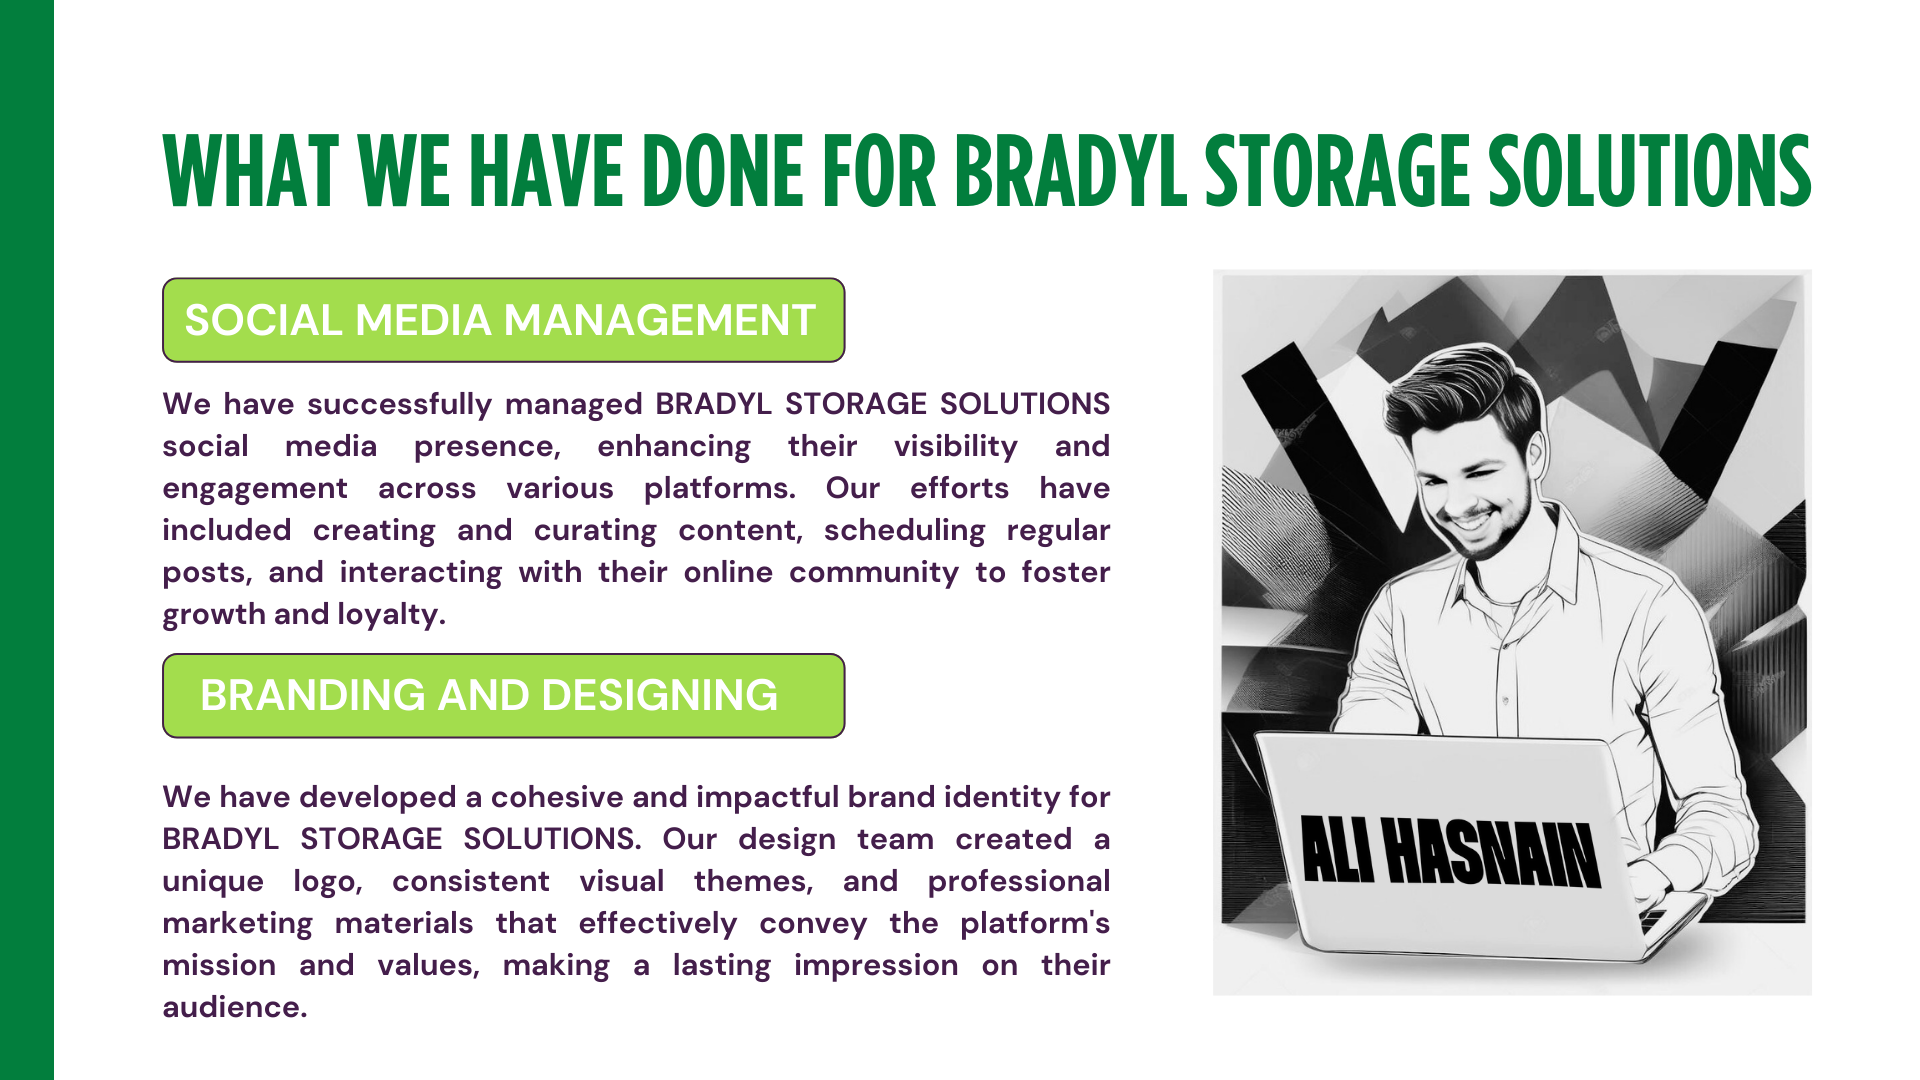 WHAT WE HAVE DONE FOR BRADYL STORAGE SOLUTIONS
SOCIAL MEDIA MANAGEMENT
We have successfully managed BRADYL STORAGE SOLUTIONS
social media presence, enhancing their visibility and
engagement across various platforms. Our efforts have
included creating and curating content, scheduling regular
posts, and interacting with their online community to foster
growth and loyalty.
BRANDING AND DESIGNING
We have developed a cohesive and impactful brand identity for
BRADYL STORAGE SOLUTIONS. Our design team created a
unique logo, consistent visual themes, and professional
marketing materials that effectively convey the platform's
mission and values, making a lasting impression on their
audience.
ALI HASNAIN